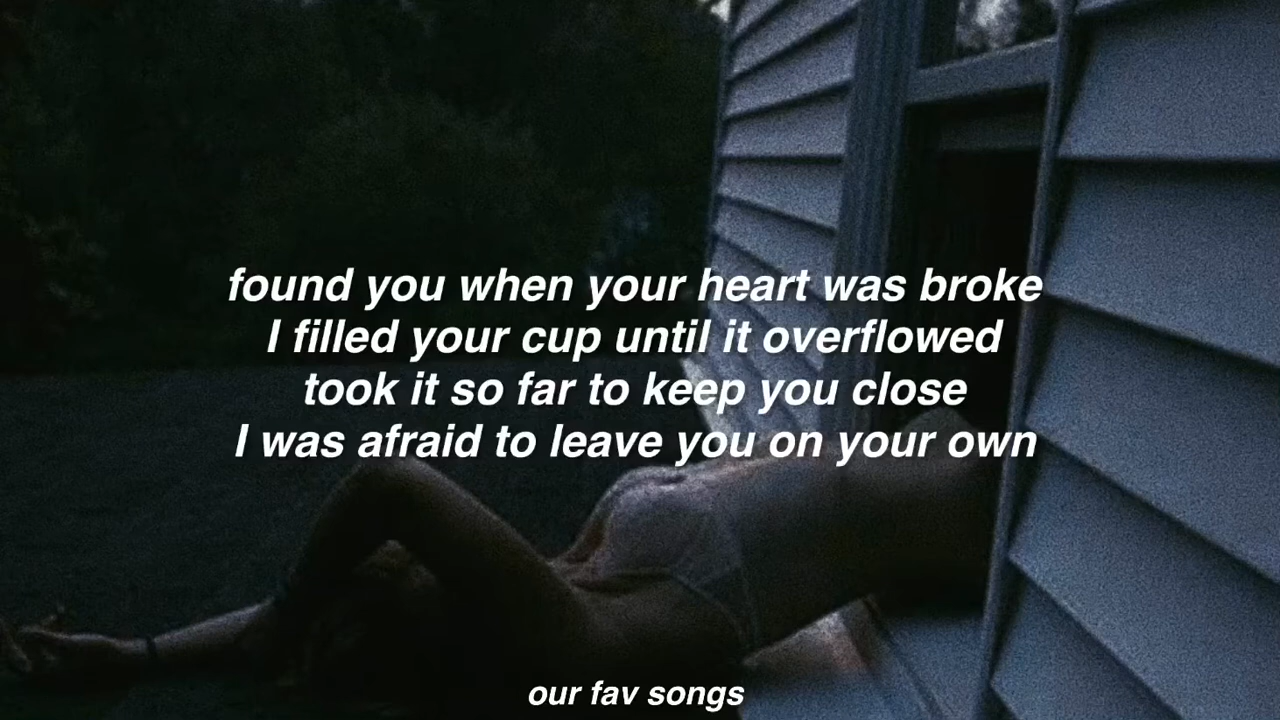 found you when your heart was broke
I filled your cup until it overflowed
took it so far to keep you close
I was afraid to leave you on your own
our fav songs